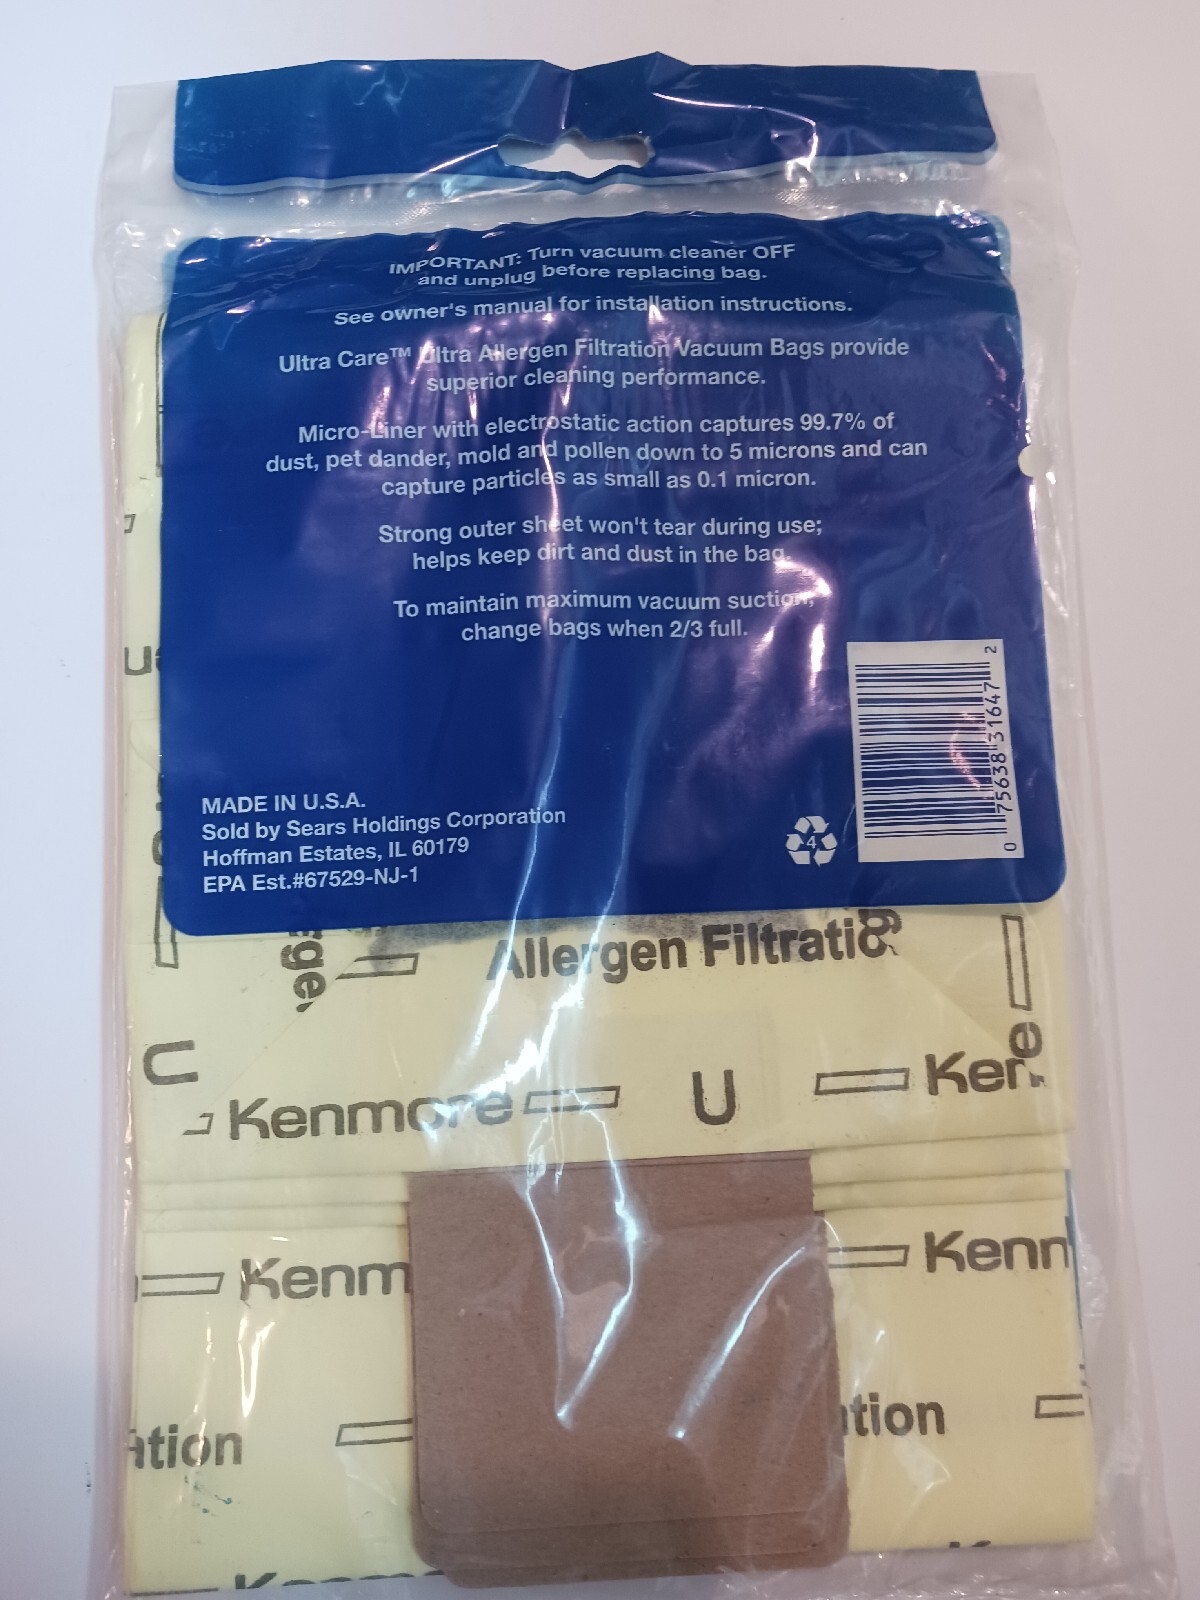 IMPORTANT: Turn vacuum cleaner OFF
and unplug before replacing bag.
See owner's manual for installation instructions.
Ultra Care™ Ultra Allergen Filtration Vacuum Bags provide
superior cleaning performance.
Micro-Liner with electrostatic action captures 99.7% of
dust, pet dander, mold and pollen down to 5 microns and can
capture particles as small as 0.1 micron.
Strong outer sheet won't tear during use;
helps keep dirt and dust in the bag.
To maintain maximum vacuum suction,
change bags when 2/3 full.
0 75638 31647 2
4
MADE IN U.S.A.
Sold by Sears Holdings Corporation
Hoffman Estates, IL 60179
EPA Est.#67529-NJ-1
Allergen Filtratio
U
Kenmore U Ken
Kenm Kenn
ation tion